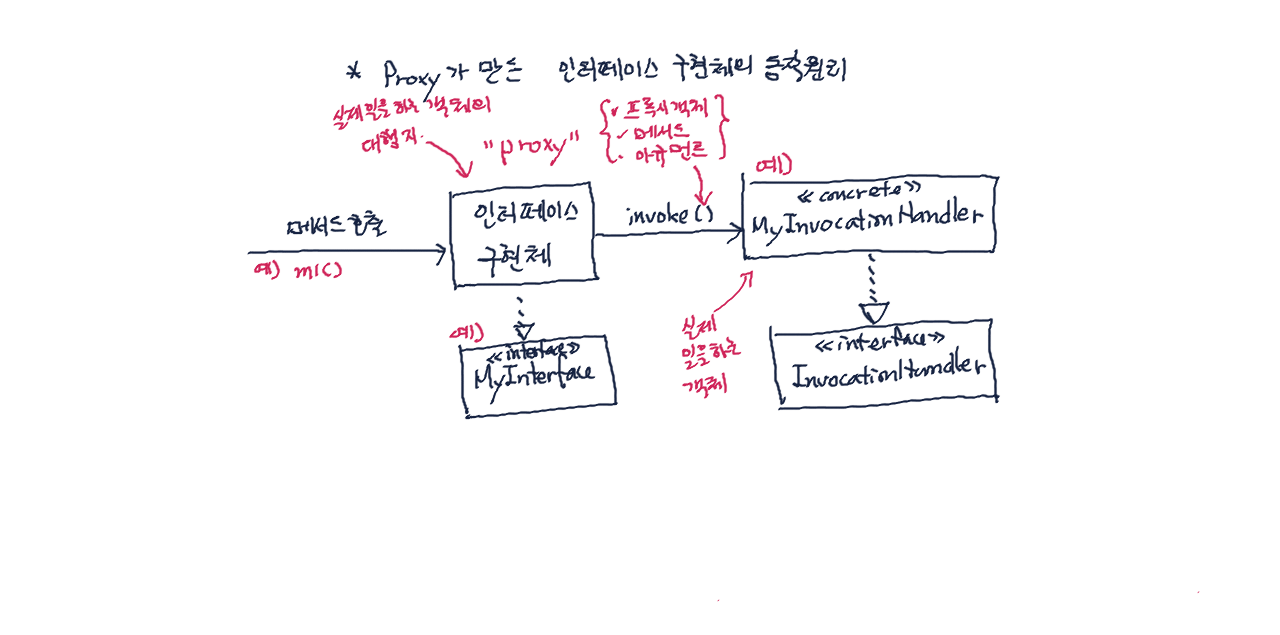 * Proxy가 만든 인터페이스 구현체의 동작원리
실제 일을 하는 객체의
대행자.
"proxy"
프록시객체
메서드
아규먼트
예)
메서드 호출
예) m1()
인터페이스
구현체
invoke()
<<concrete>>
MyInvocationHandler
예)
<<interface>>
MyInterface
실제
일을하는
객체
<<interface>>
InvocationHandler